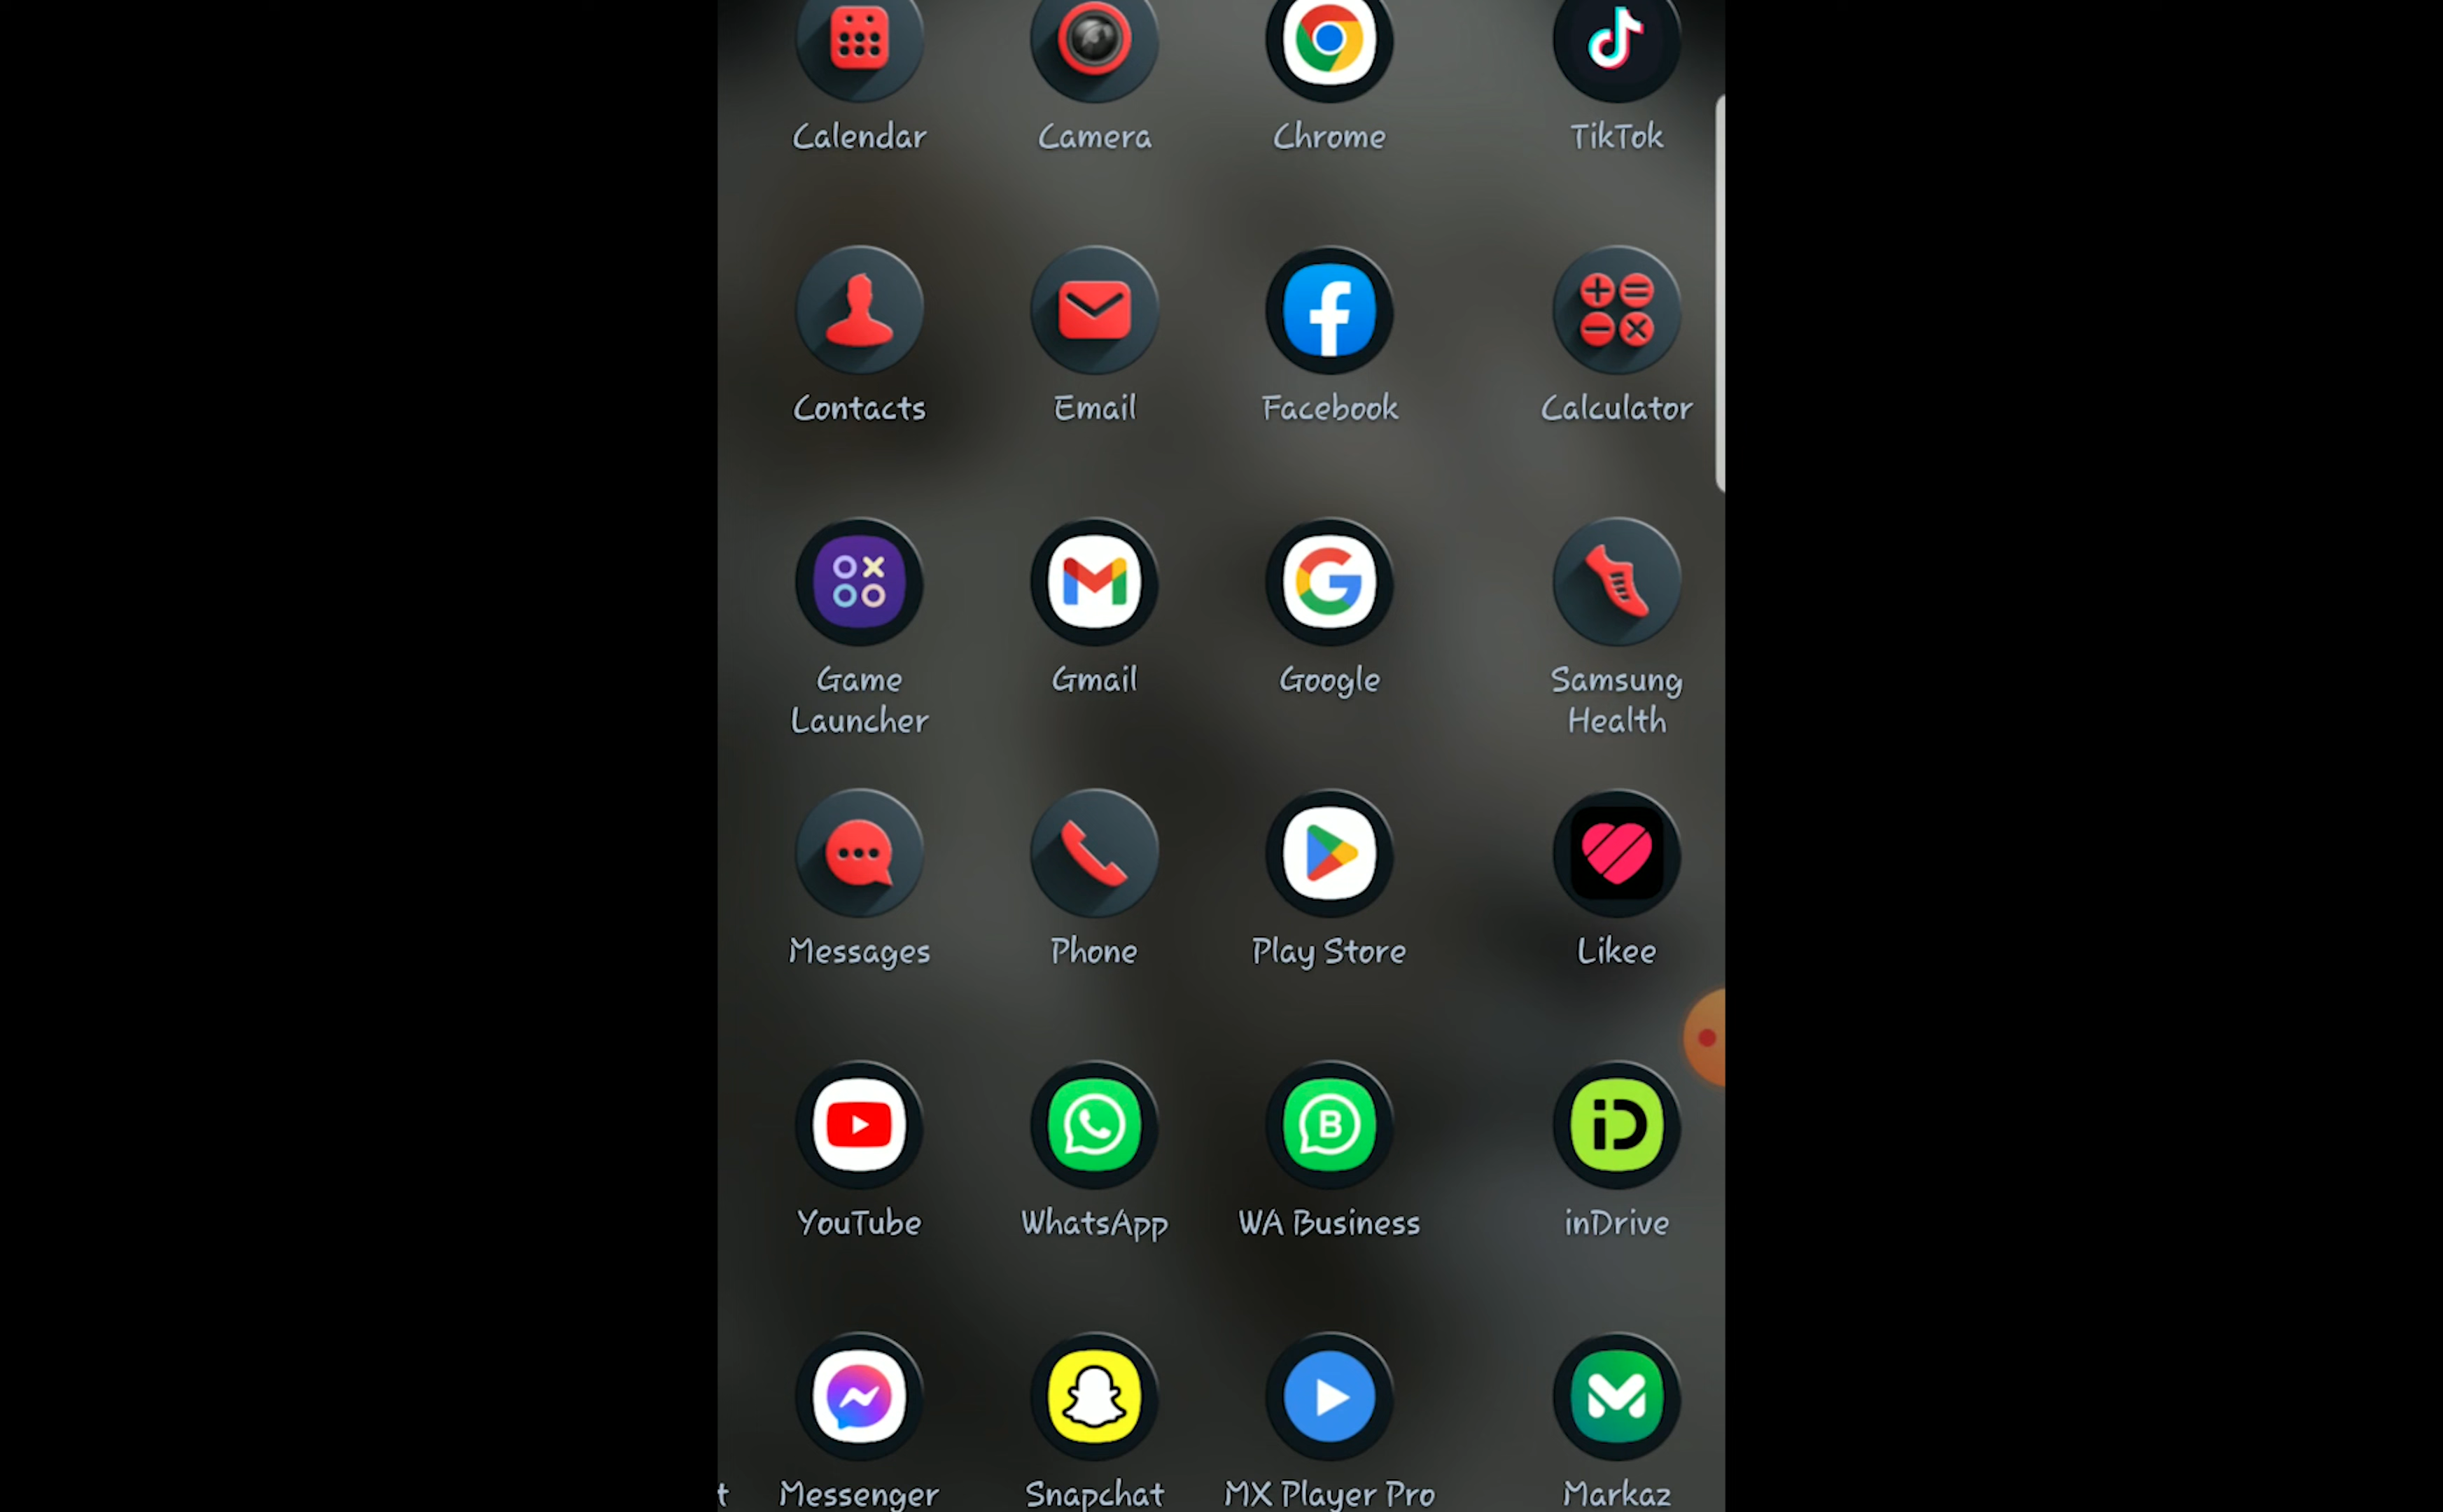 Calendar Camera Chrome TikTok
Contacts Email Facebook Calculator
Game Launcher Gmail Google Samsung Health
Messages Phone Play Store Likee
B iD
YouTube WhatsApp WA Business inDrive
t Messenger Snapchat MX Player Pro Markaz